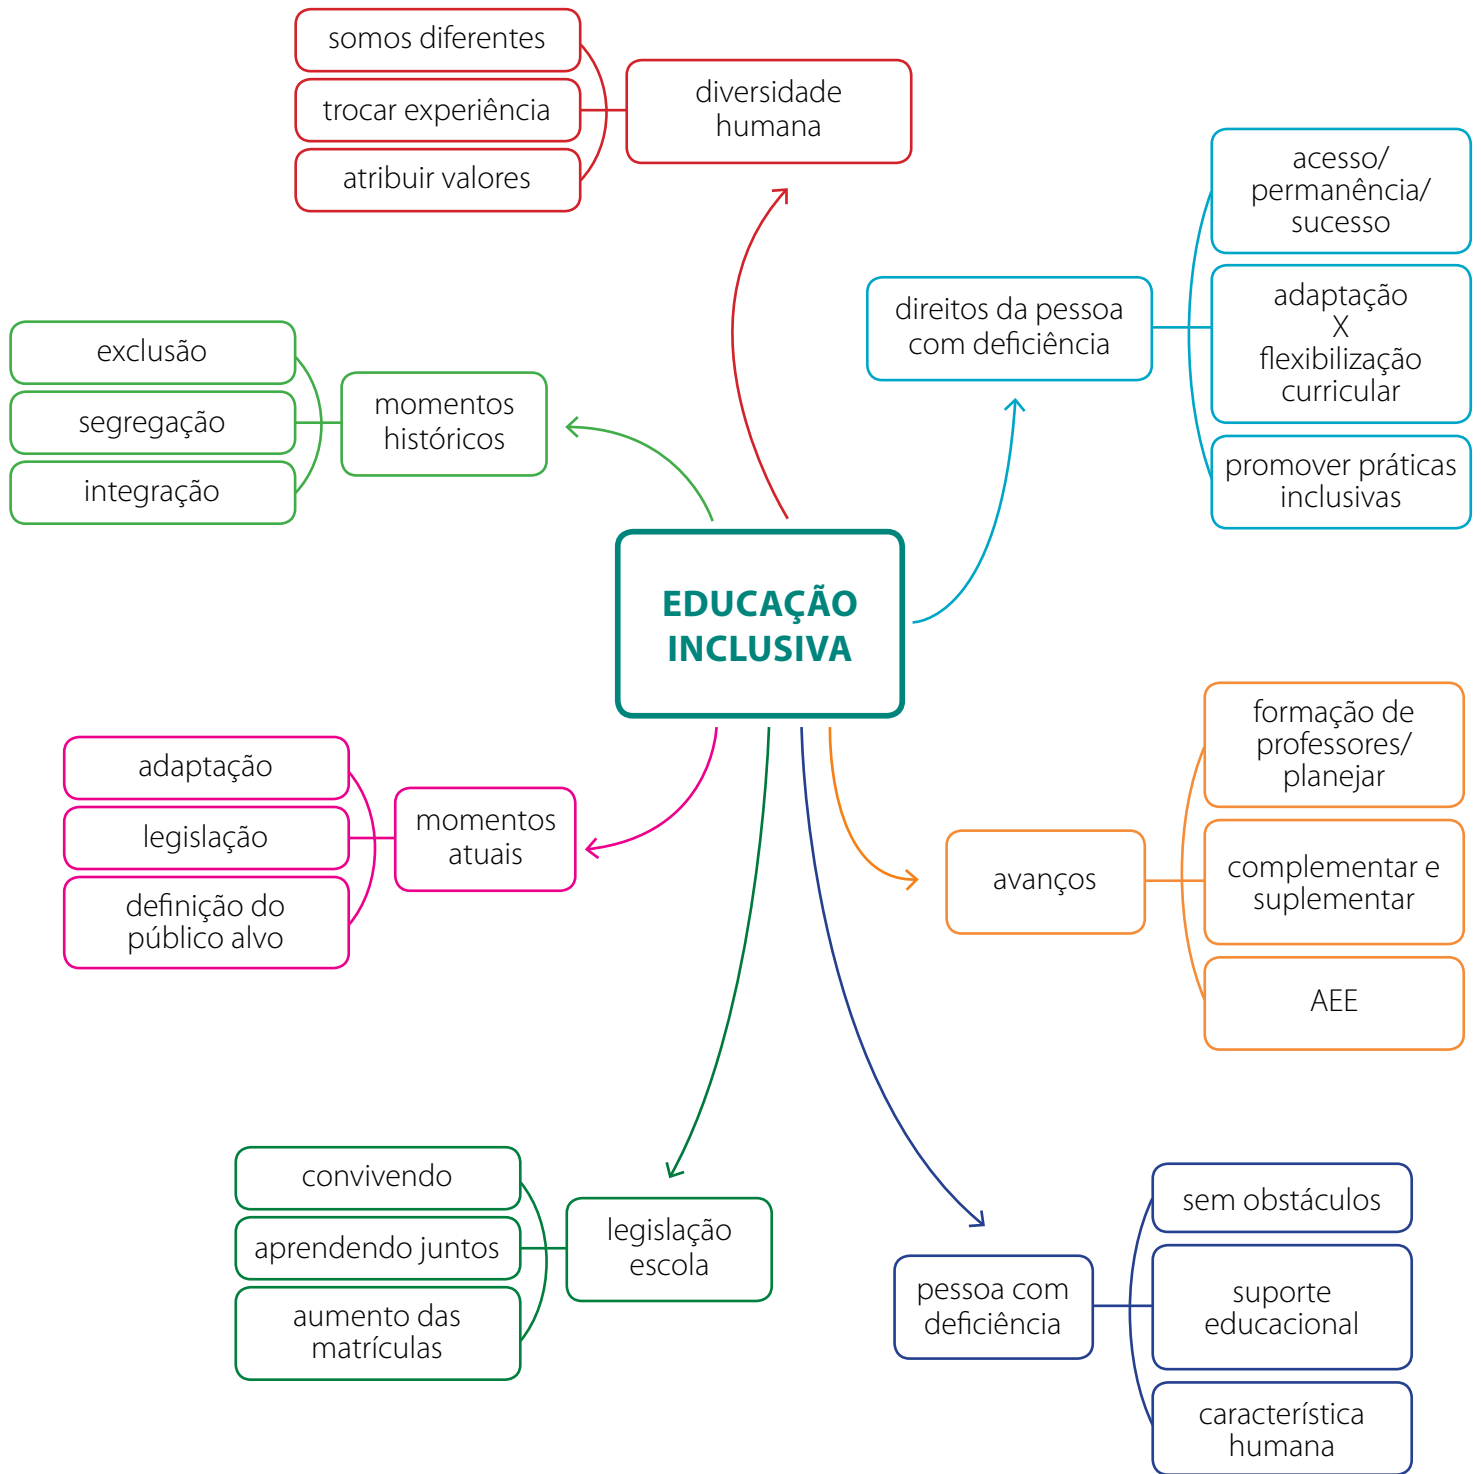 somos diferentes
trocar experiência
atribuir valores
diversidade
humana
acesso/
permanência/
sucesso
direitos da pessoa
com deficiência
adaptação
X
flexibilização
curricular
promover práticas
inclusivas
exclusão
segregação
integração
momentos
históricos
EDUCAÇÃO
INCLUSIVA
adaptação
legislação
definição do
público alvo
momentos
atuais
formação de
professores/
planejar
avanços
complementar e
suplementar
AEE
convivendo
aprendendo juntos
aumento das
matrículas
legislação
escola
pessoa com
deficiência
sem obstáculos
suporte
educacional
característica
humana